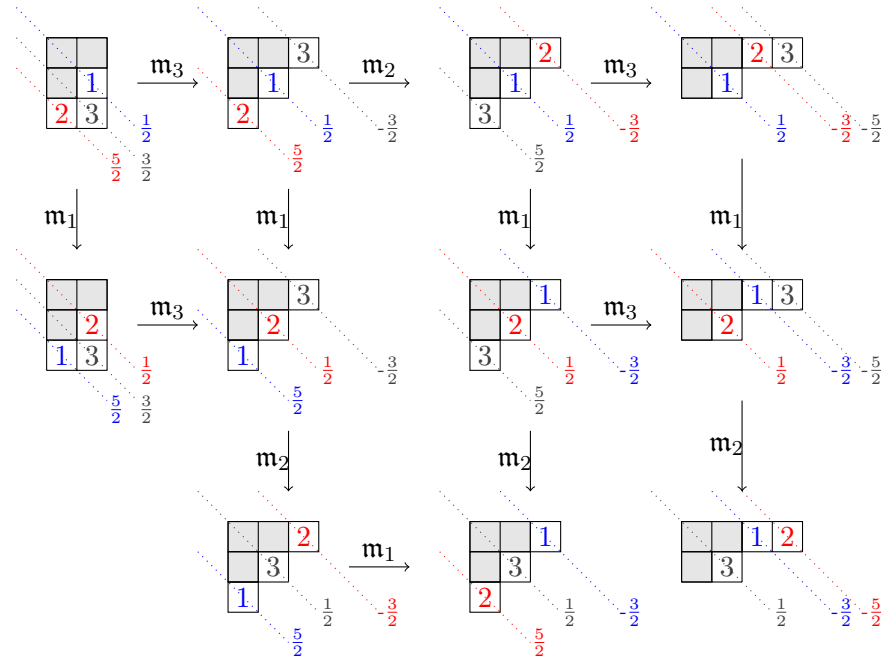 3 2 2 3
1 𝔪₃ 1 𝔪₂ 1 𝔪₃ 1
2 3 2 3
1/2 1/2 -3/2 1/2 -3/2 1/2 -3/2 -5/2
5/2 3/2 5/2 5/2
𝔪₁ 𝔪₁ 𝔪₁ 𝔪₁
3 1 1 3
2 𝔪₃ 2 2 𝔪₃ 2
1 3 1 3
1/2 1/2 -3/2 1/2 -3/2 1/2 -3/2 -5/2
5/2 3/2 5/2 5/2
𝔪₂ 𝔪₂ 𝔪₂
2 1 1 2
3 𝔪₁ 3 3
1 2
1/2 -3/2 1/2 -3/2 1/2 -3/2 -5/2
5/2 5/2